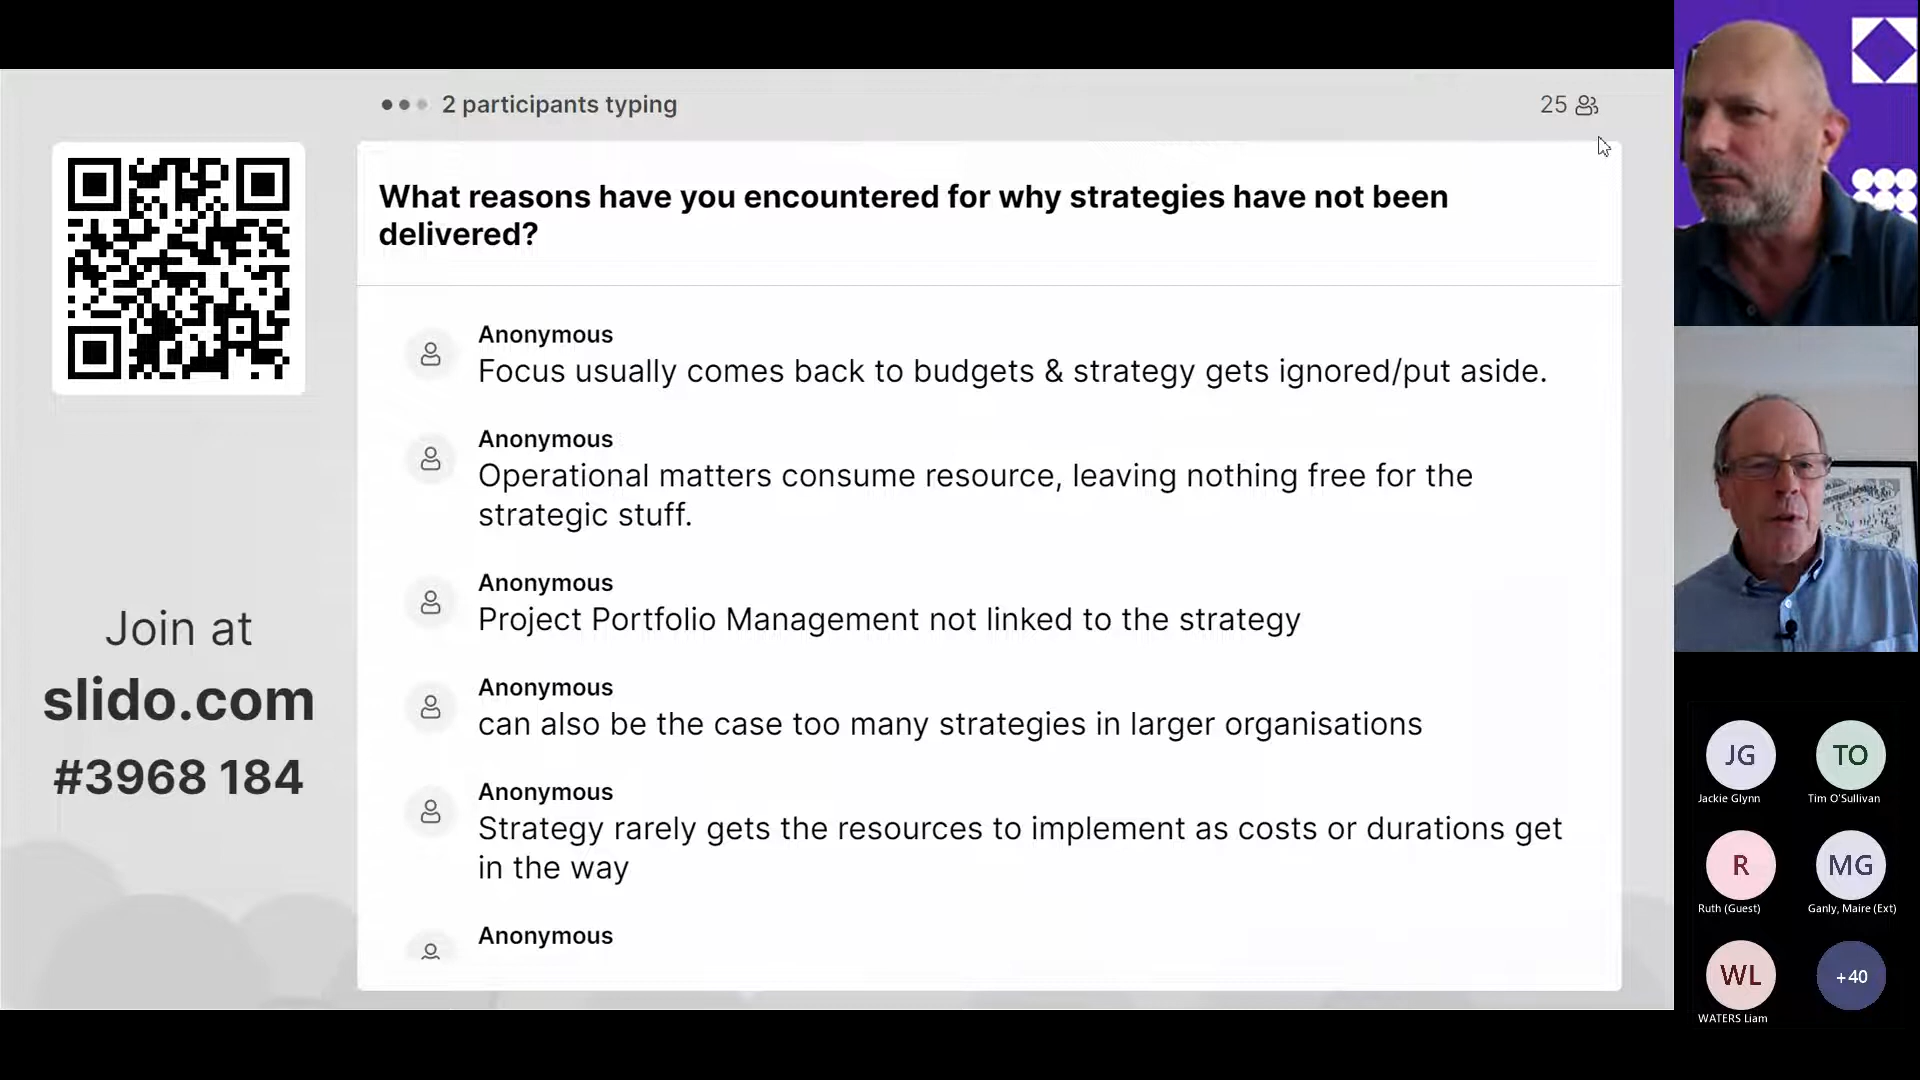 2 participants typing
25
What reasons have you encountered for why strategies have not been
delivered?
Anonymous
Focus usually comes back to budgets & strategy gets ignored/put aside.
Anonymous
Operational matters consume resource, leaving nothing free for the
strategic stuff.
Anonymous
Project Portfolio Management not linked to the strategy
Anonymous
can also be the case too many strategies in larger organisations
Anonymous
Strategy rarely gets the resources to implement as costs or durations get
in the way
Anonymous
Join at
slido.com
#3968 184
JG
Jackie Glynn
TO
Tim O'Sullivan
R
Ruth (Guest)
MG
Ganly, Maire (Ext)
WL
WATERS Liam
+40